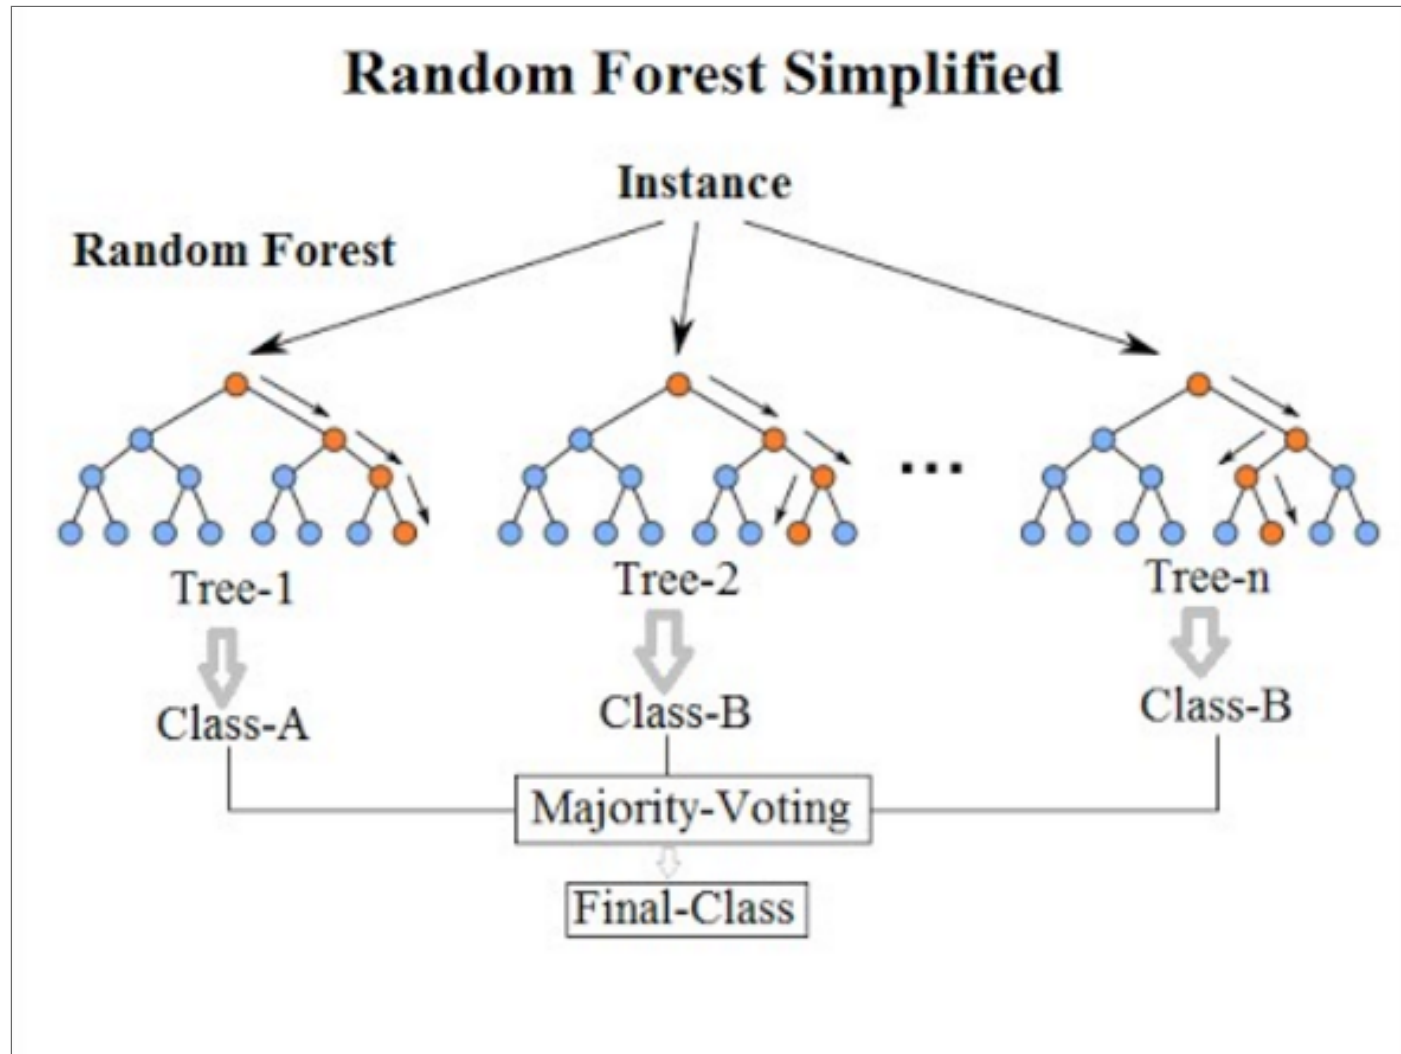 Random Forest Simplified
Instance
Random Forest
...
Tree-1
Tree-2
Tree-n
Class-A
Class-B
Class-B
Majority-Voting
Final-Class